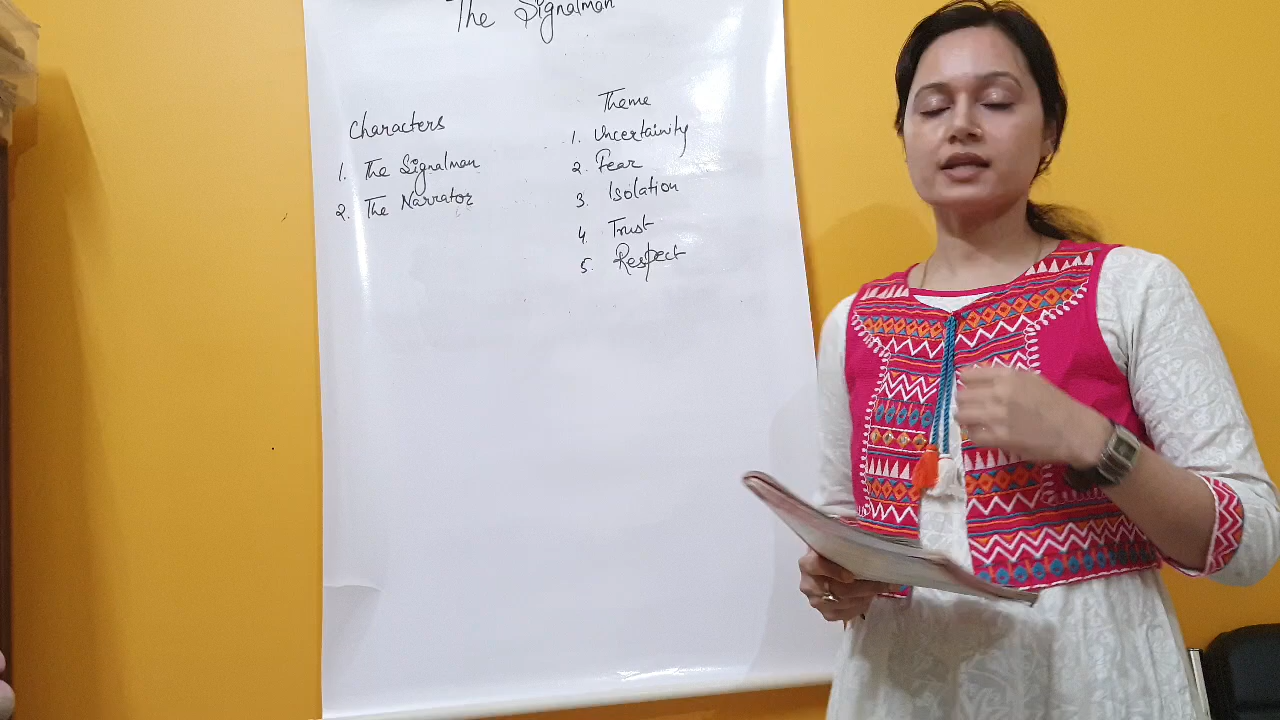 The Signalman
Characters
1. The Signalman
2. The Narrator
Theme
1. Uncertainity
2. Fear
3. Isolation
4. Trust
5. Respect